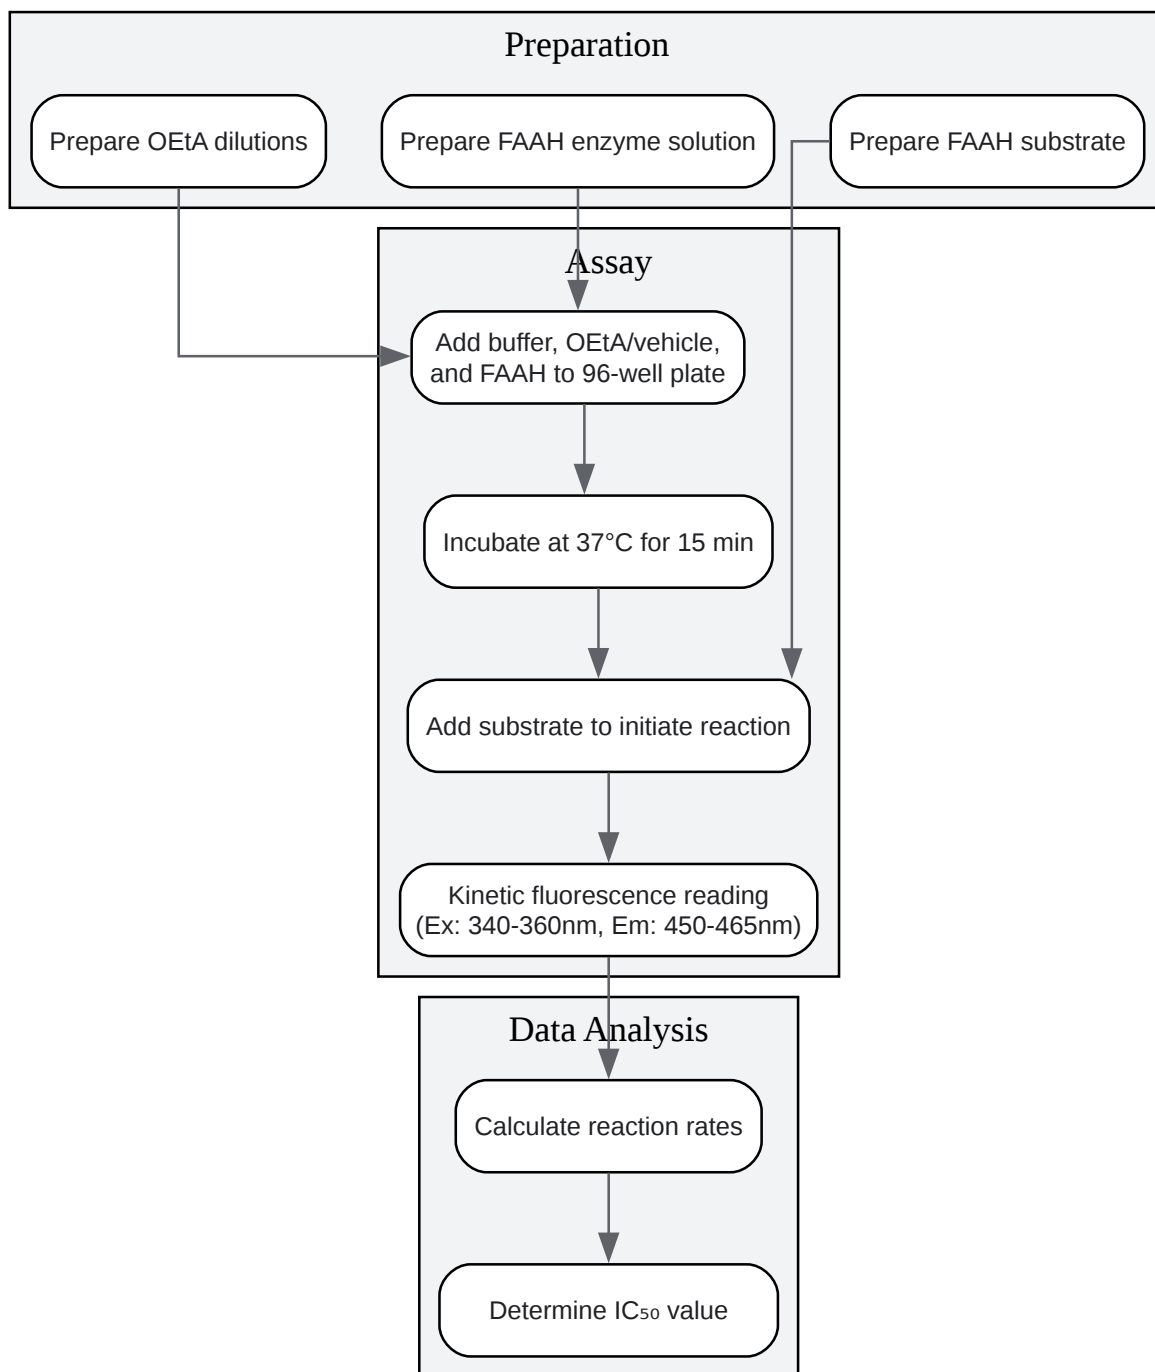 Preparation
Prepare OEtA dilutions
Prepare FAAH enzyme solution
Prepare FAAH substrate
Assay
Add buffer, OEtA/vehicle,
and FAAH to 96-well plate
Incubate at 37°C for 15 min
Add substrate to initiate reaction
Kinetic fluorescence reading
(Ex: 340-360nm, Em: 450-465nm)
Data Analysis
Calculate reaction rates
Determine IC₅₀ value